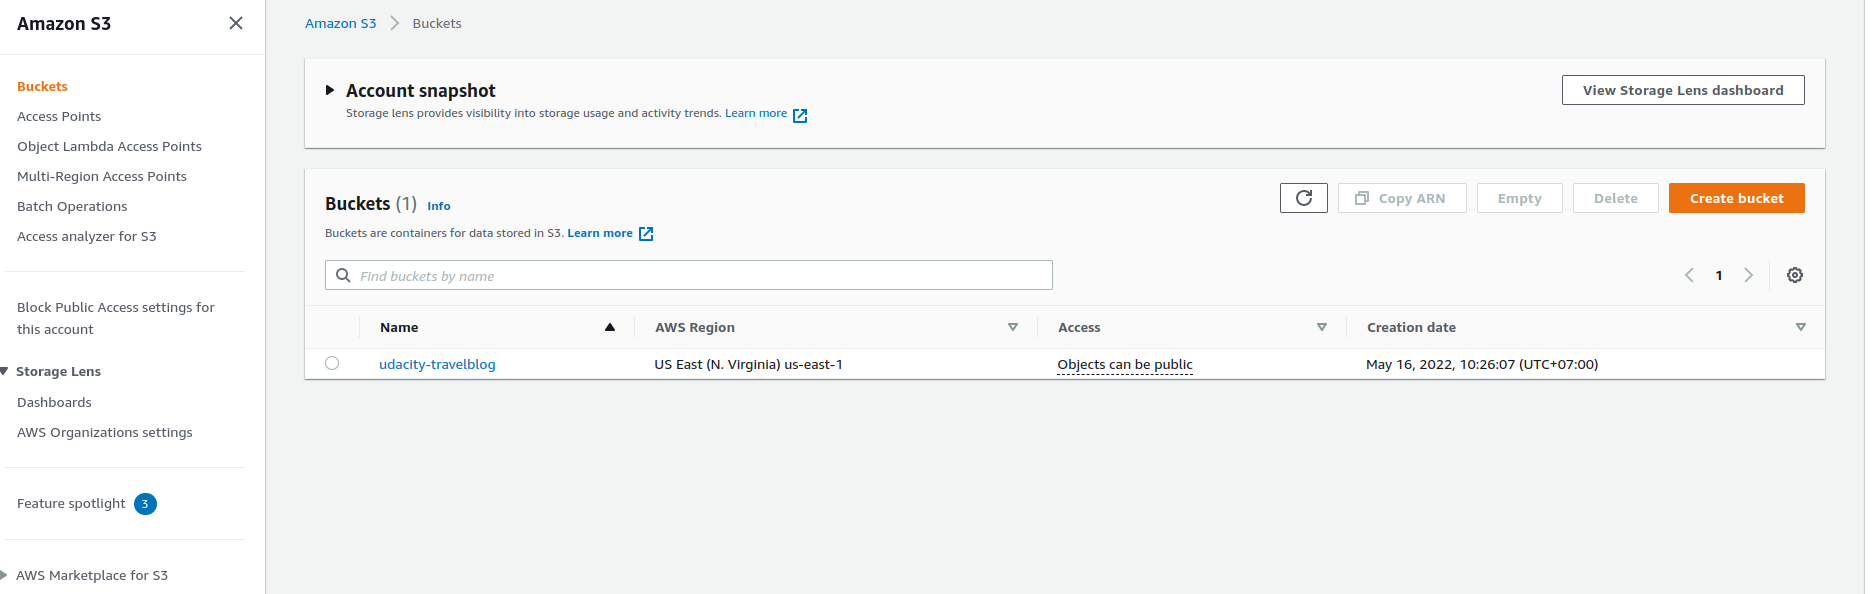 Amazon S3
Buckets
Access Points
Object Lambda Access Points
Multi-Region Access Points
Batch Operations
Access analyzer for S3
Block Public Access settings for
this account
Storage Lens
Dashboards
AWS Organizations settings
Feature spotlight 3
AWS Marketplace for S3
Amazon S3 Buckets
Account snapshot
Storage lens provides visibility into storage usage and activity trends. Learn more
View Storage Lens dashboard
Buckets (1) Info
Buckets are containers for data stored in S3. Learn more
Copy ARN Empty Delete Create bucket
Find buckets by name
1
Name AWS Region Access Creation date
udacity-travelblog US East (N. Virginia) us-east-1 Objects can be public May 16, 2022, 10:26:07 (UTC+07:00)